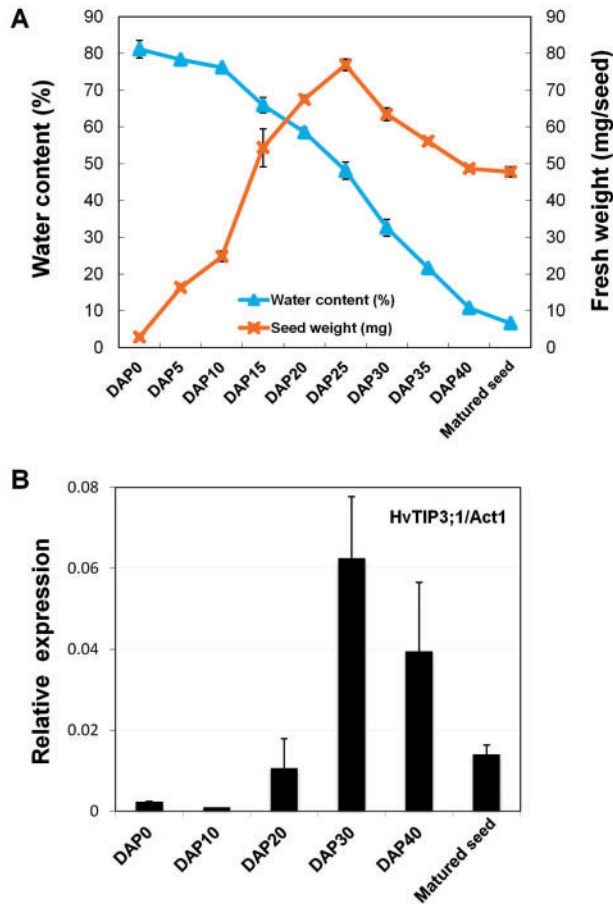 A
Water content (%)
90
80
70
60
50
40
30
20
10
0
Water content (%)
Seed weight (mg)
90
80
70
60
50
40
30
20
10
0
Fresh weight (mg/seed)
DAP0
DAP5
DAP10
DAP15
DAP20
DAP25
DAP30
DAP35
DAP40
Matured seed
B
Relative expression
0.08
0.06
0.04
0.02
0
HvTIP3;1/Act1
DAP0
DAP10
DAP20
DAP30
DAP40
Matured seed